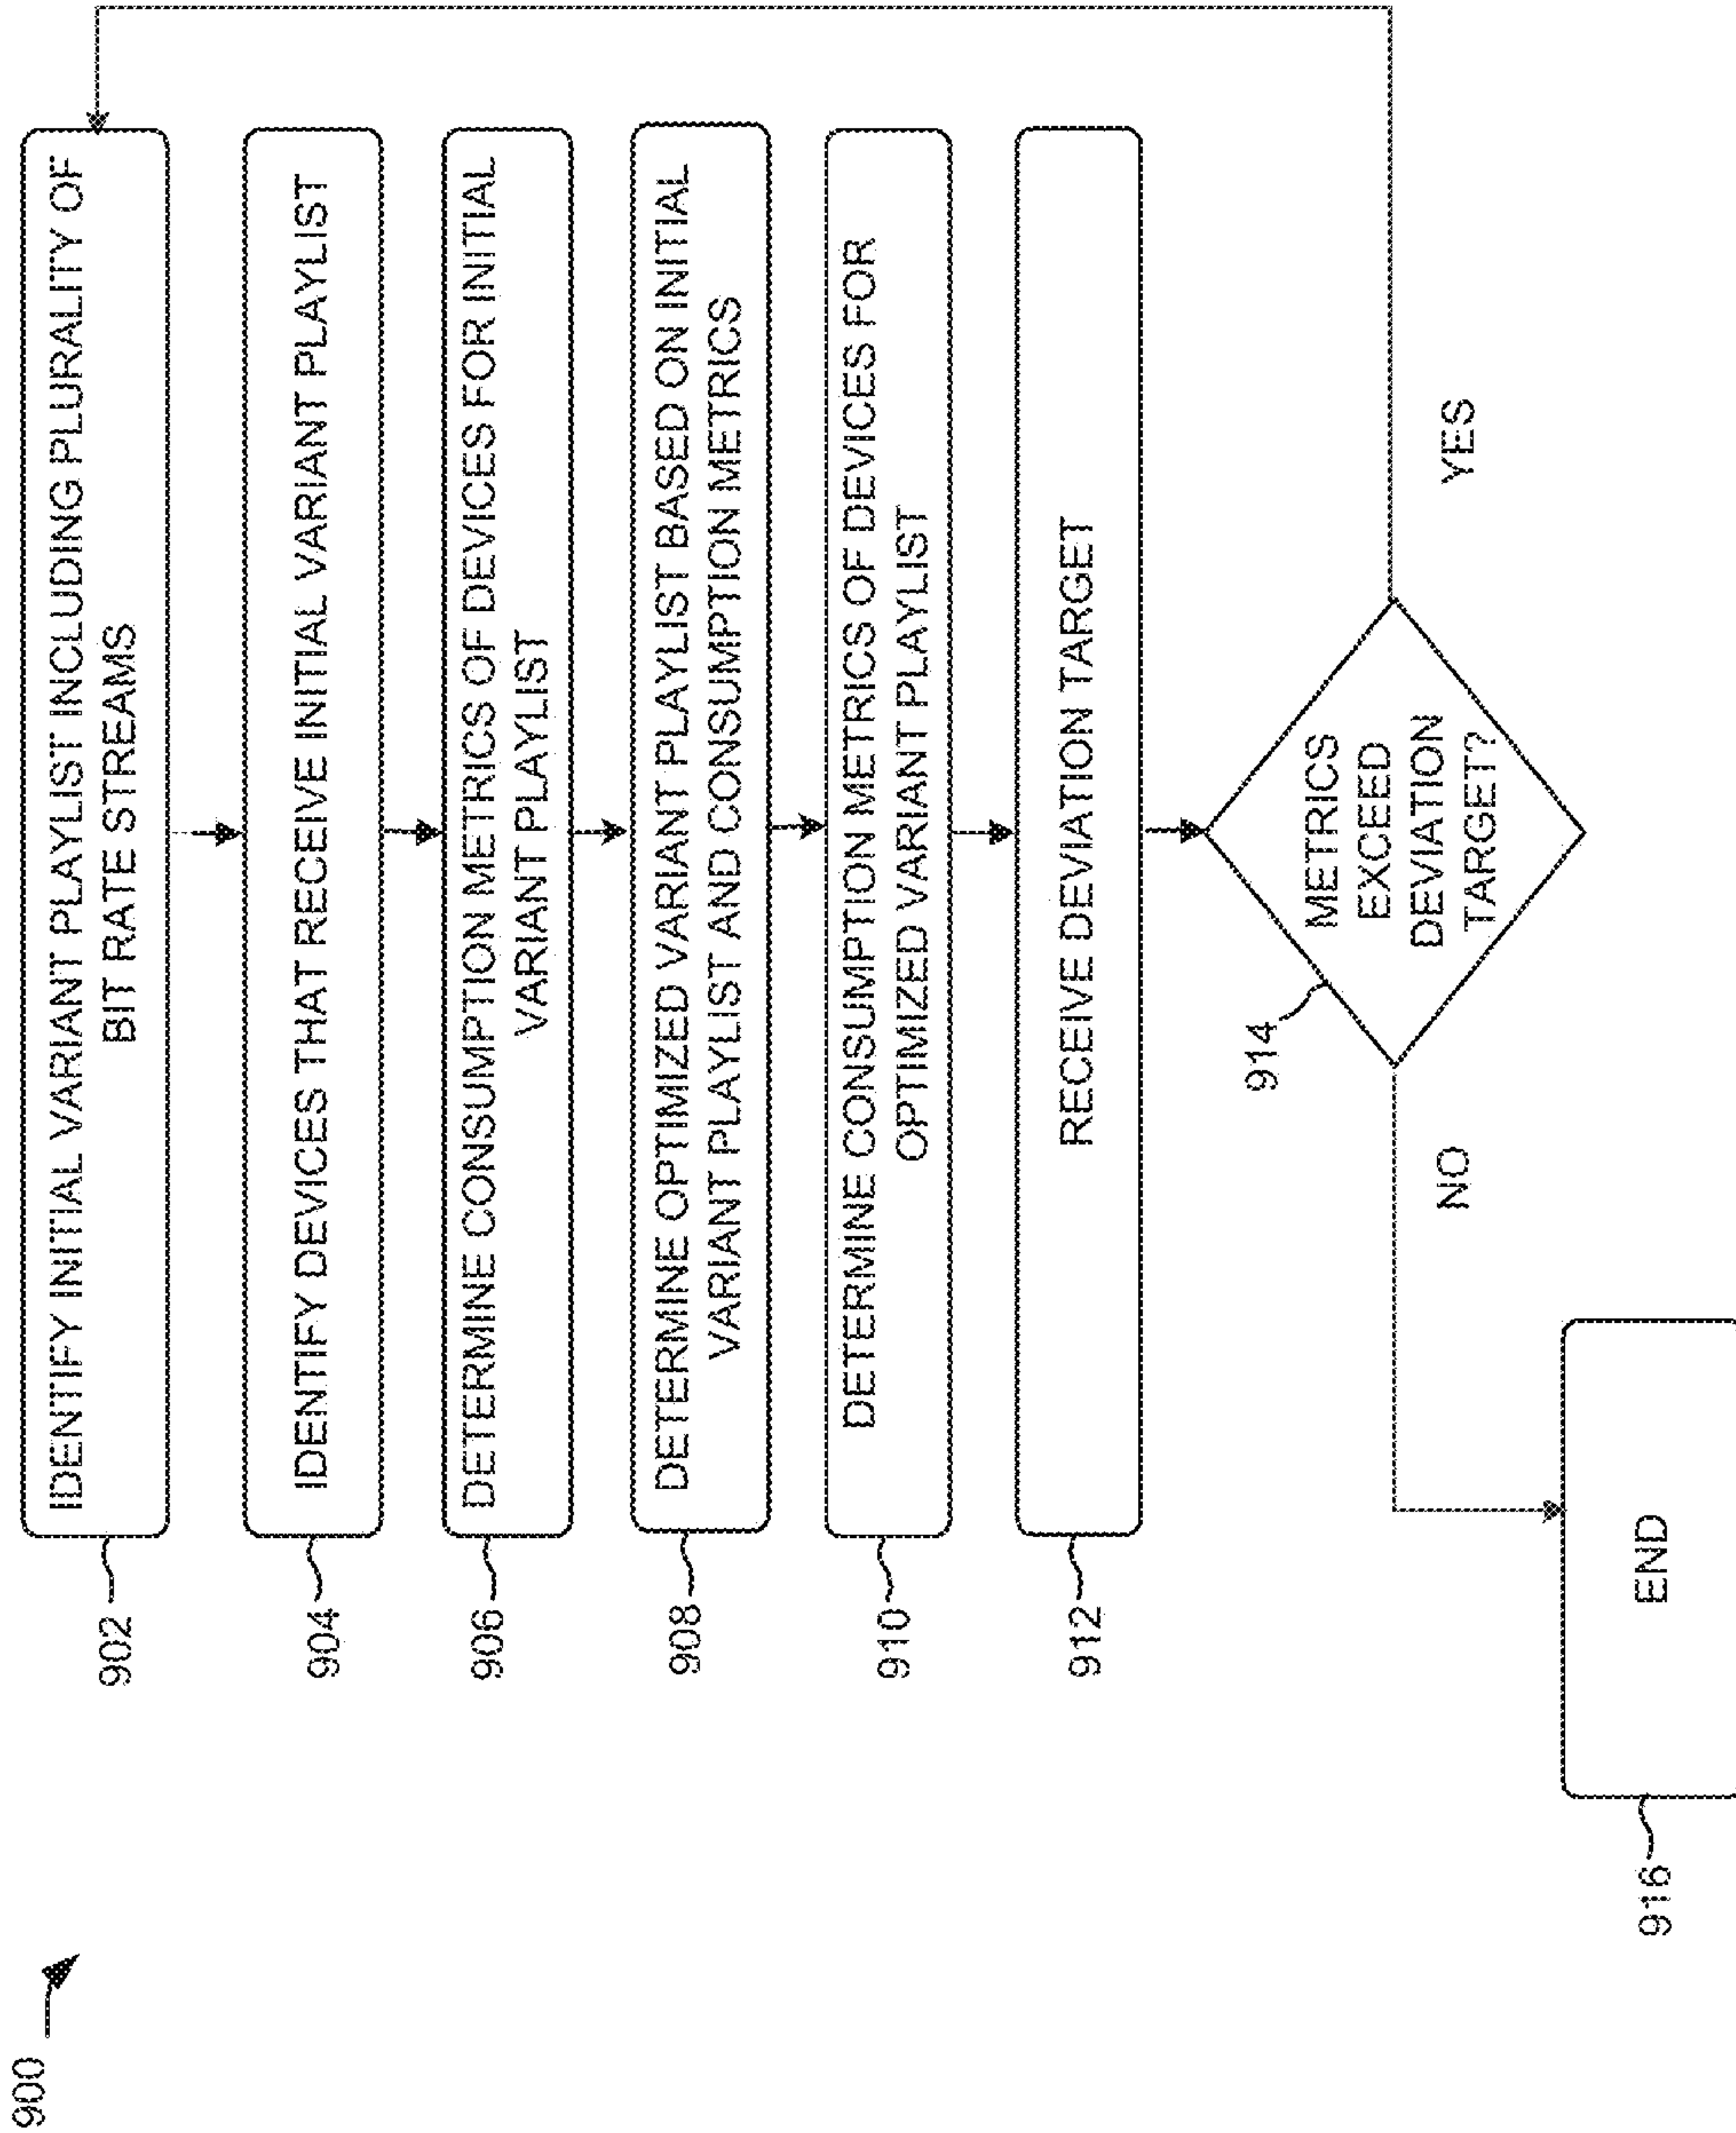 900
902
IDENTIFY INITIAL VARIANT PLAYLIST INCLUDING PLURALITY OF
BIT RATE STREAMS
904
IDENTIFY DEVICES THAT RECEIVE INITIAL VARIANT PLAYLIST
906
DETERMINE CONSUMPTION METRICS OF DEVICES FOR INITIAL
VARIANT PLAYLIST
908
DETERMINE OPTIMIZED VARIANT PLAYLIST BASED ON INITIAL
VARIANT PLAYLIST AND CONSUMPTION METRICS
910
DETERMINE CONSUMPTION METRICS OF DEVICES FOR
OPTIMIZED VARIANT PLAYLIST
912
RECEIVE DEVIATION TARGET
914
METRICS
EXCEED
DEVIATION
TARGET?
NO
YES
916
END